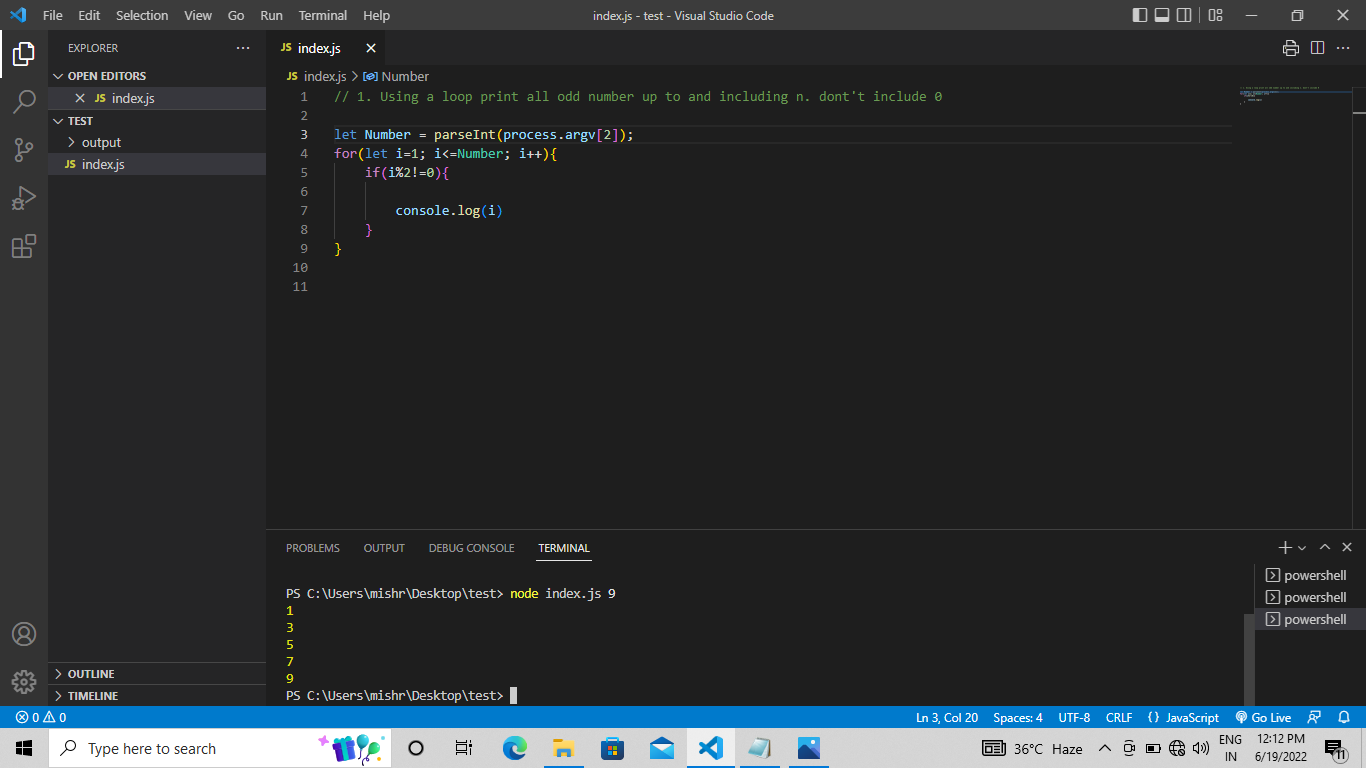 File Edit Selection View Go Run Terminal Help
index.js - test - Visual Studio Code
EXPLORER
OPEN EDITORS
JS index.js
TEST
output
JS index.js
OUTLINE
TIMELINE
JS index.js
JS index.js > Number
1 // 1. Using a loop print all odd number up to and including n. dont't include 0
2
3 let Number = parseInt(process.argv[2]);
4 for(let i=1; i<=Number; i++){
5 if(i%2!=0){
6
7 console.log(i)
8 }
9 }
10
11
PROBLEMS OUTPUT DEBUG CONSOLE TERMINAL
PS C:\Users\mishr\Desktop\test> node index.js 9
1
3
5
7
9
PS C:\Users\mishr\Desktop\test>
powershell
powershell
powershell
0 0 Ln 3, Col 20 Spaces: 4 UTF-8 CRLF {} JavaScript Go Live
Type here to search
36°C Haze
ENG
IN
12:12 PM
6/19/2022
11